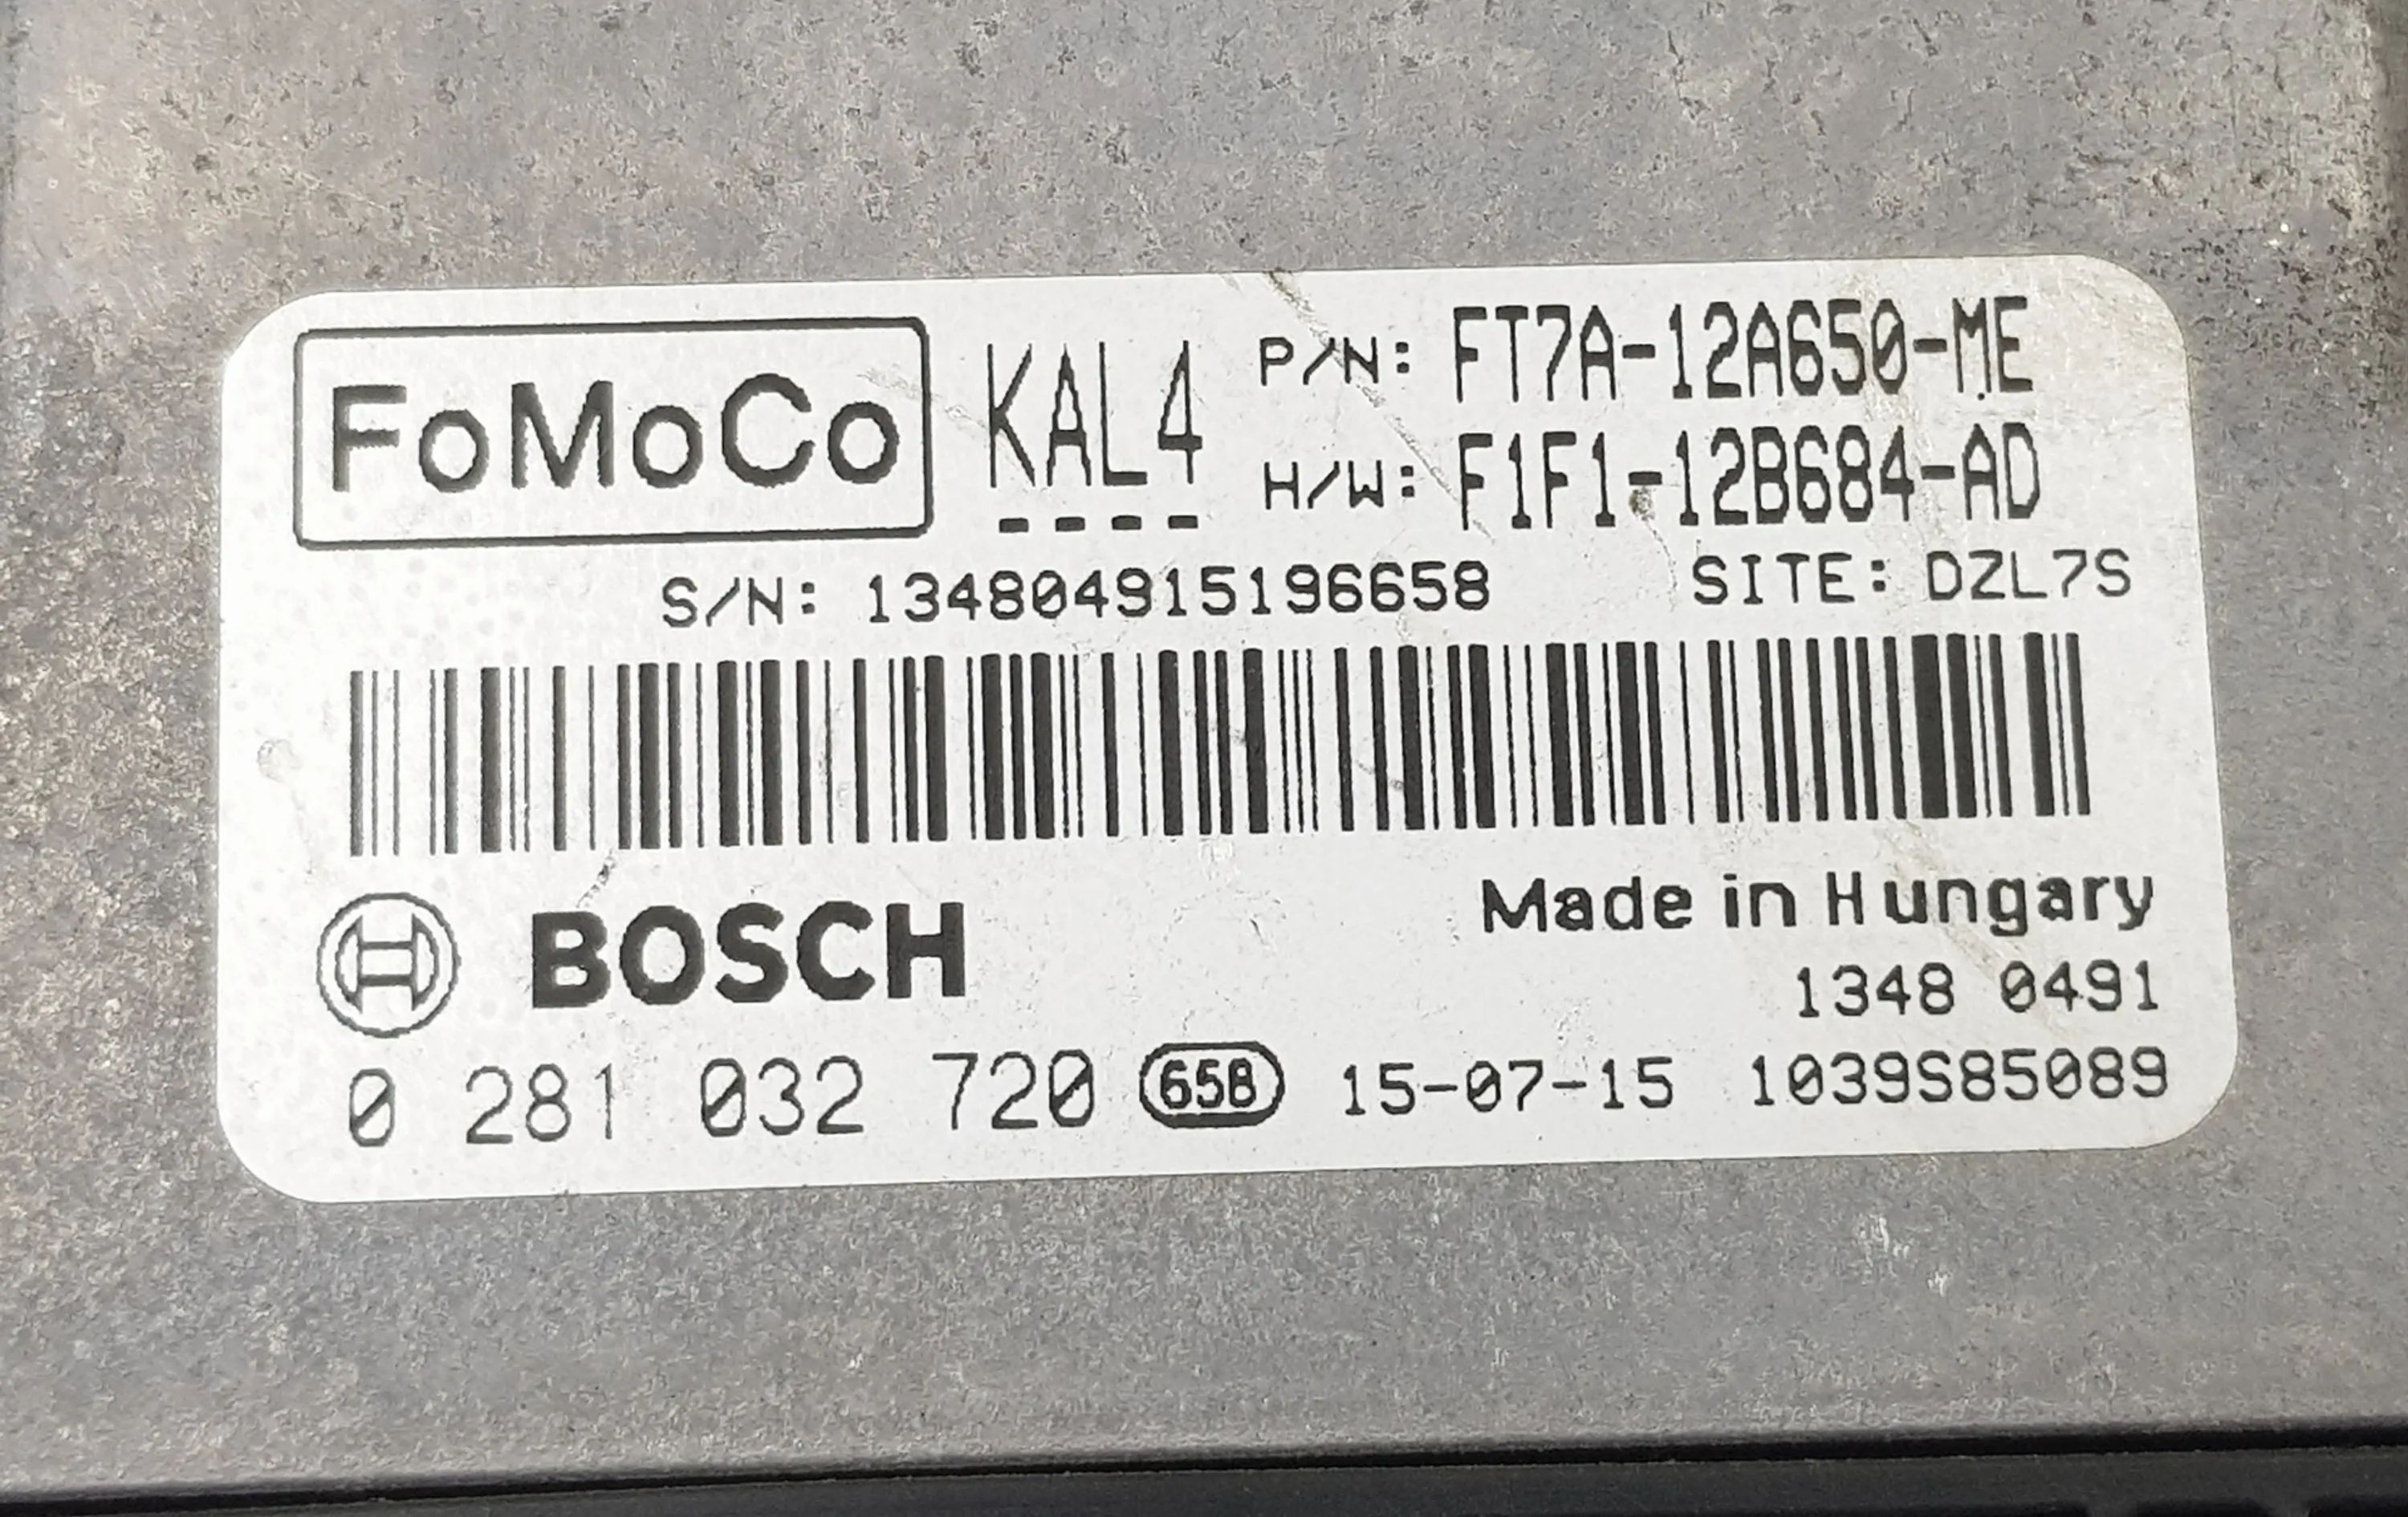 FoMoCo KAL4 P/N: FT7A-12A650-ME
H/W: F1F1-12B684-AD
S/N: 134804915196658 SITE: DZL7S
BOSCH Made in Hungary
1348 0491
0 281 032 720 658 15-07-15 1039S85089